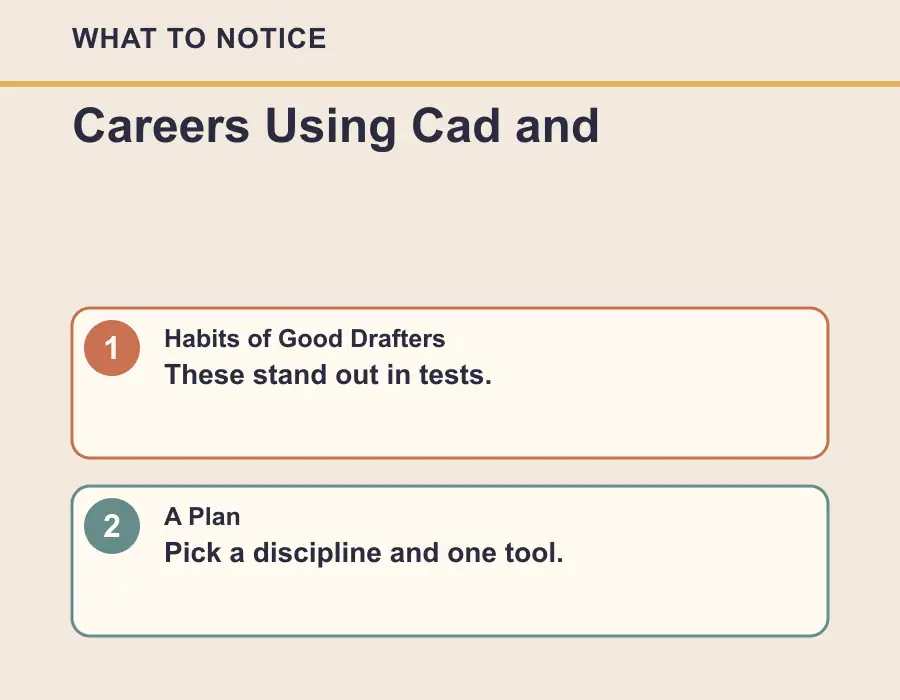 WHAT TO NOTICE
Careers Using Cad and
1
Habits of Good Drafters
These stand out in tests.
2
A Plan
Pick a discipline and one tool.